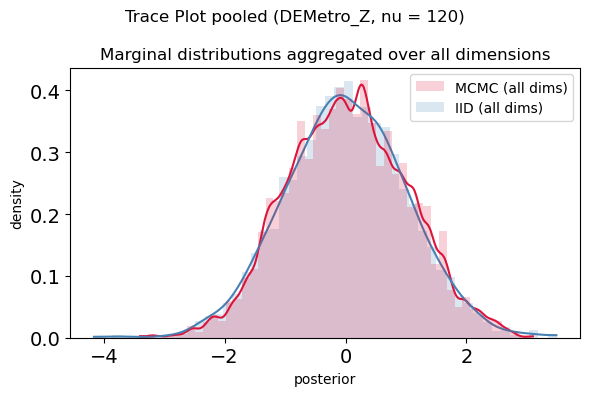 Trace Plot pooled (DEMetro_Z, nu = 120)
Marginal distributions aggregated over all dimensions
MCMC (all dims)
IID (all dims)
density
0.4
0.3
0.2
0.1
0.0
−4
−2
0
2
posterior